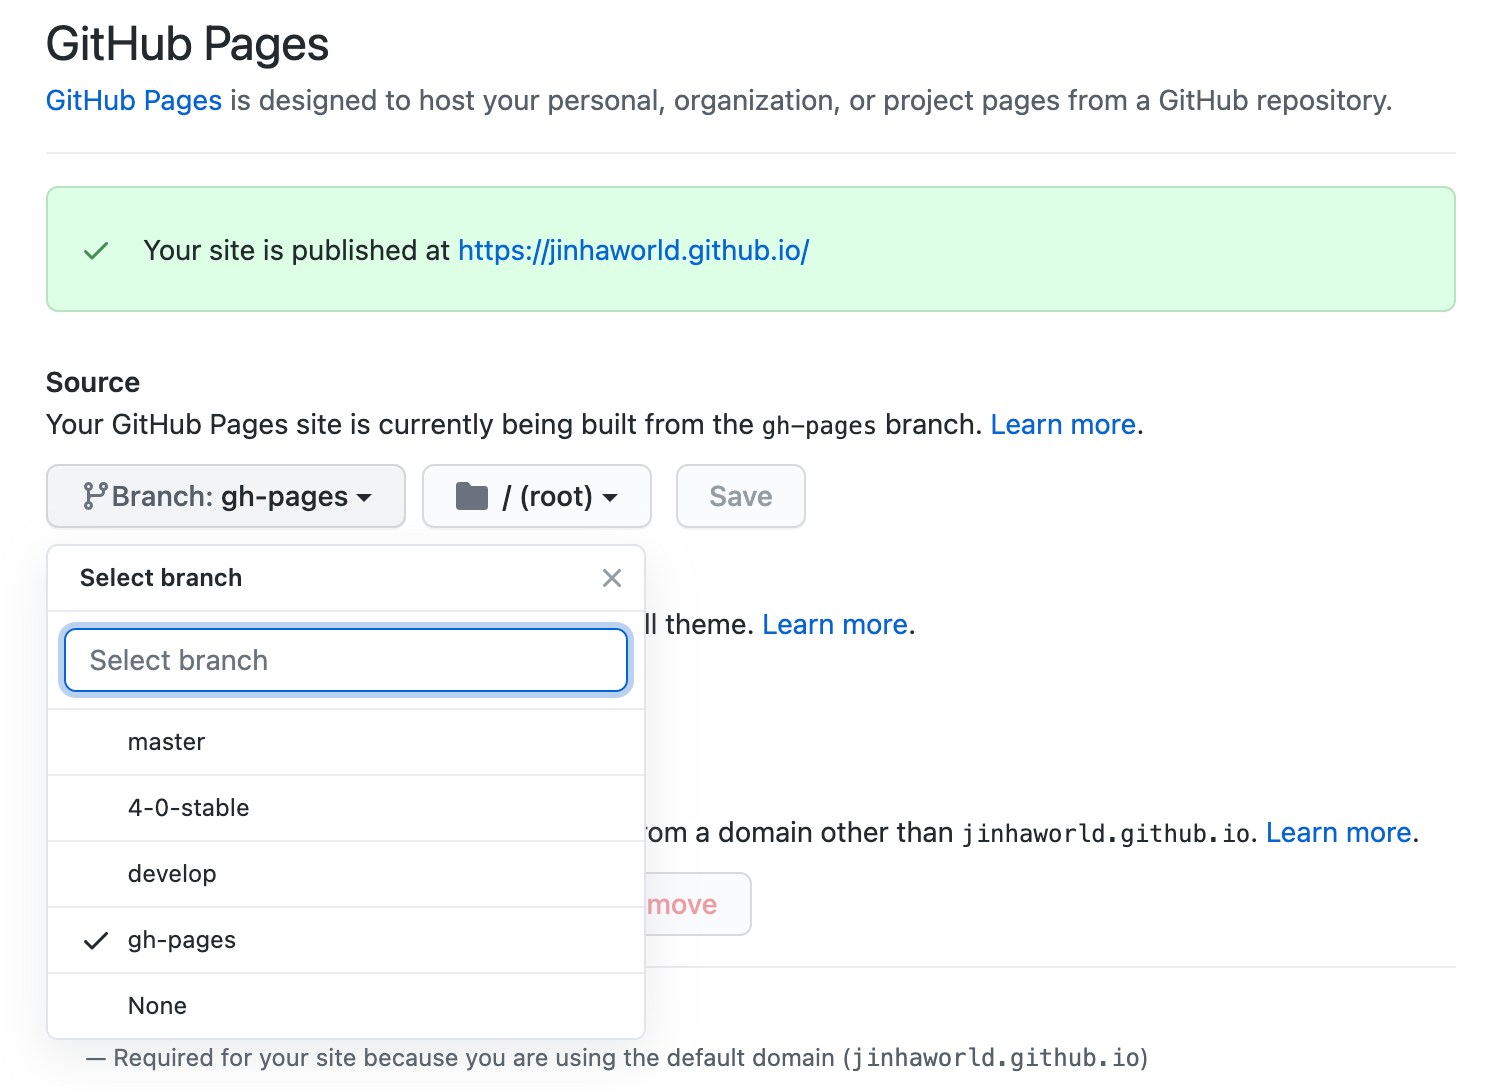 GitHub Pages
GitHub Pages is designed to host your personal, organization, or project pages from a GitHub repository.
Your site is published at https://jinhaworld.github.io/
Source
Your GitHub Pages site is currently being built from the gh-pages branch. Learn more.
Branch: gh-pages / (root) Save
Select branch
ll theme. Learn more.
Select branch
master
4-0-stable
om a domain other than jinhaworld.github.io. Learn more.
develop
move
gh-pages
None
— Required for your site because you are using the default domain (jinhaworld.github.io)